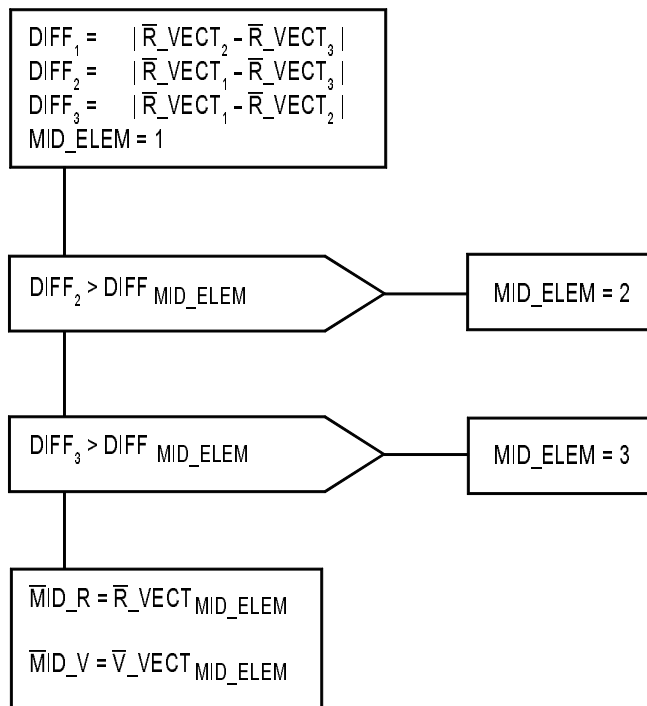 DIFF₁ = | R̅_VECT₂ – R̅_VECT₃ |
DIFF₂ = | R̅_VECT₁ – R̅_VECT₃ |
DIFF₃ = | R̅_VECT₁ – R̅_VECT₂ |
MID_ELEM = 1
DIFF₂ > DIFF MID_ELEM
MID_ELEM = 2
DIFF₃ > DIFF MID_ELEM
MID_ELEM = 3
M̅ID_R = R̅_VECT MID_ELEM
M̅ID_V = V̅_VECT MID_ELEM